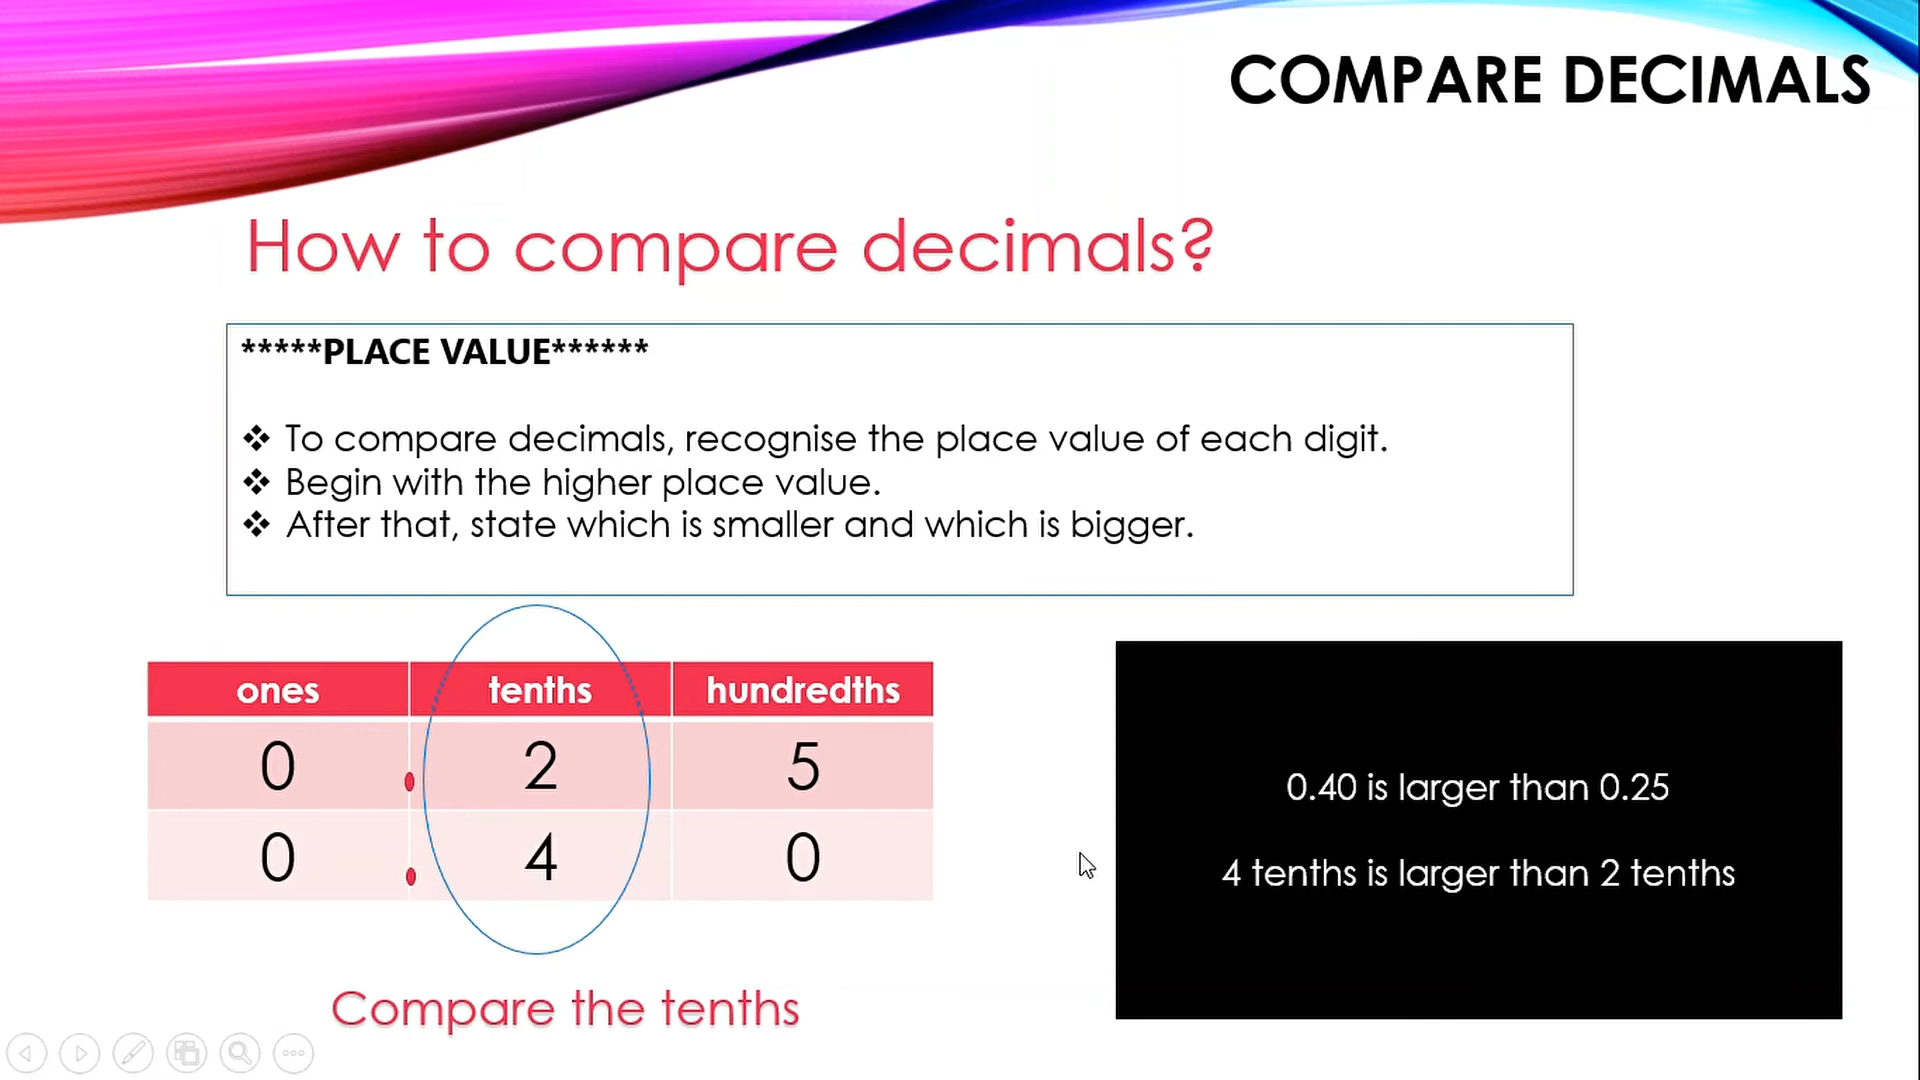 COMPARE DECIMALS
How to compare decimals?
*****PLACE VALUE******
❖ To compare decimals, recognise the place value of each digit.
❖ Begin with the higher place value.
❖ After that, state which is smaller and which is bigger.
ones tenths hundredths
0 . 2 5
0 . 4 0
Compare the tenths
0.40 is larger than 0.25
4 tenths is larger than 2 tenths